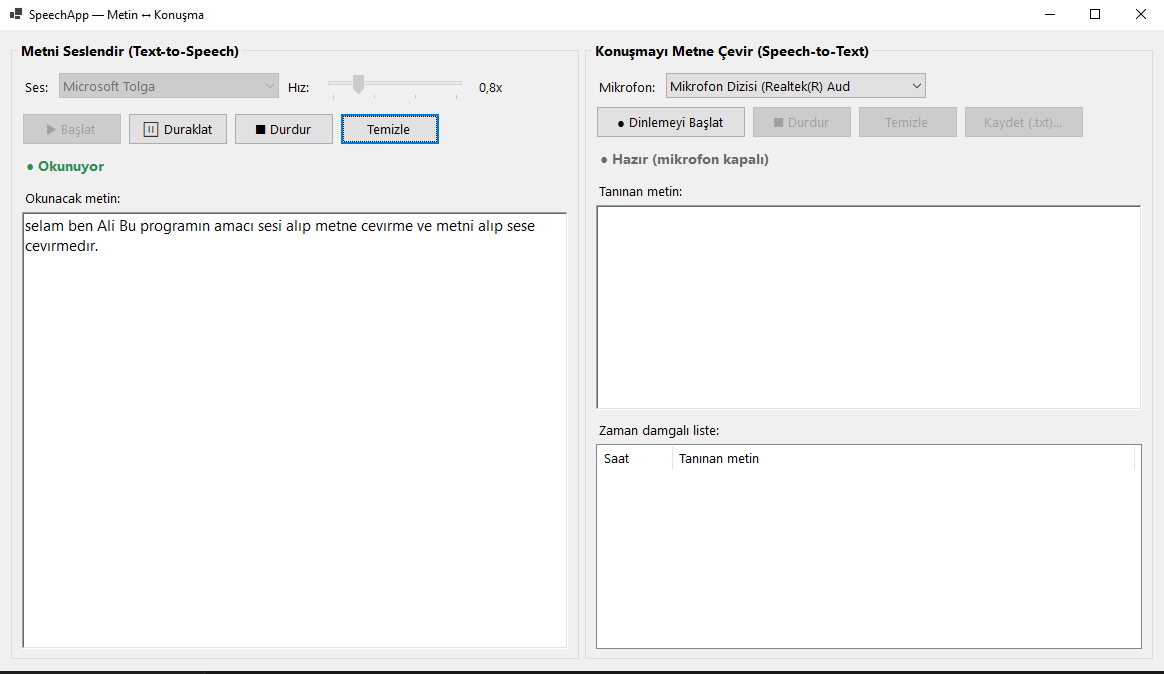 SpeechApp — Metin ↔ Konuşma
Metni Seslendir (Text-to-Speech)
Ses: Microsoft Tolga Hız: 0,8x
▶ Başlat Duraklat ■ Durdur Temizle
● Okunuyor
Okunacak metin:
selam ben Ali Bu programın amacı sesi alıp metne cevırme ve metni alıp sese
cevırmedır.
Konuşmayı Metne Çevir (Speech-to-Text)
Mikrofon: Mikrofon Dizisi (Realtek(R) Aud
● Dinlemeyi Başlat ■ Durdur Temizle Kaydet (.txt)...
● Hazır (mikrofon kapalı)
Tanınan metin:
Zaman damgalı liste:
Saat Tanınan metin